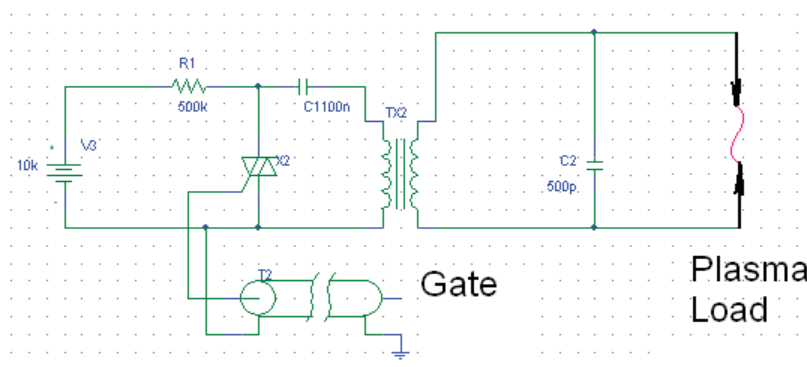 R1
500k
C1100n
TX2
V3
10k
X2
C2
500p
T2
Gate
Plasma
Load